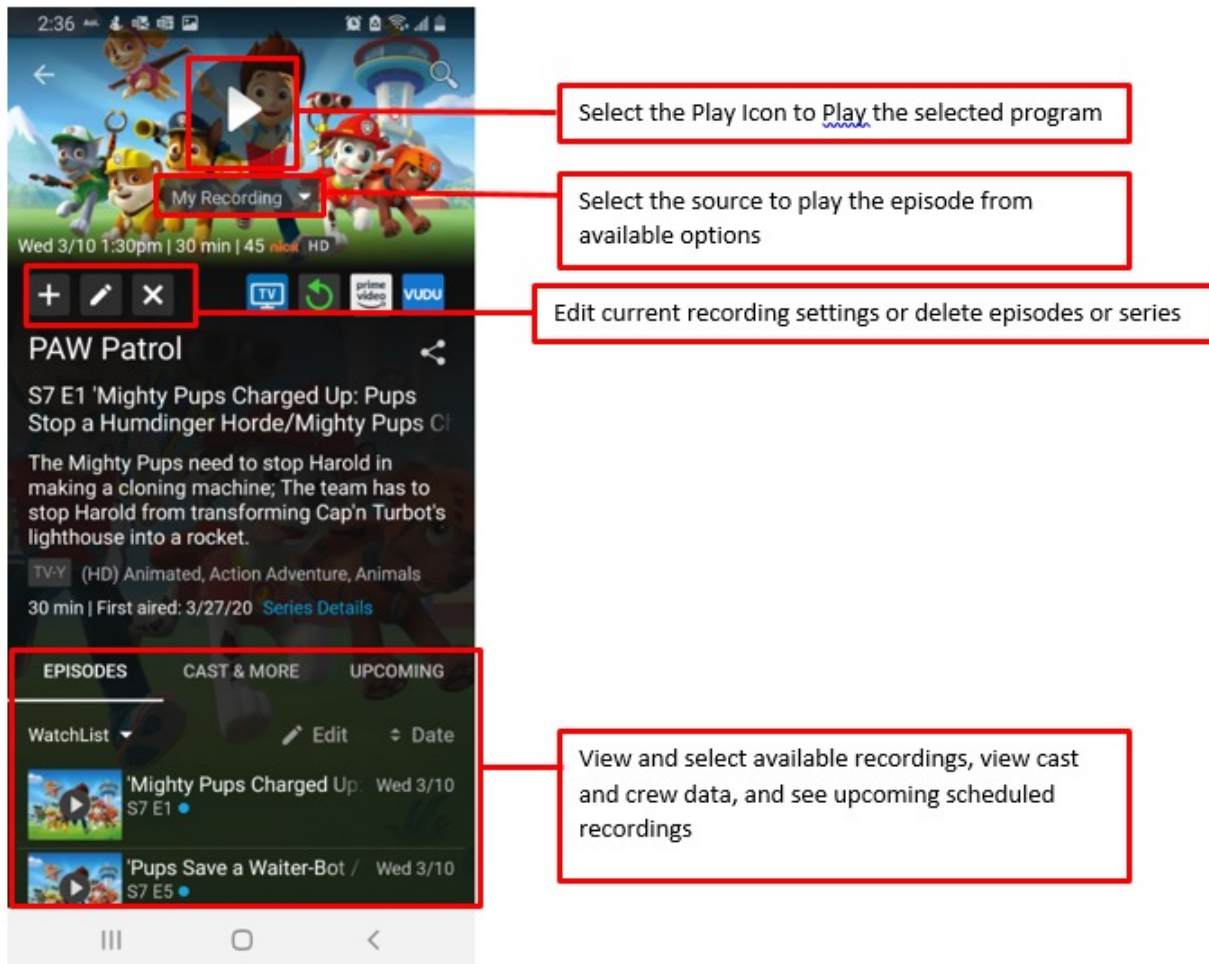 2:36
Select the Play Icon to Play the selected program
My Recording
Select the source to play the episode from
available options
Wed 3/10 1:30pm | 30 min | 45 nick HD
TV
prime
video
VUDU
Edit current recording settings or delete episodes or series
PAW Patrol
S7 E1 'Mighty Pups Charged Up: Pups
Stop a Humdinger Horde/Mighty Pups Ch
The Mighty Pups need to stop Harold in
making a cloning machine; The team has to
stop Harold from transforming Cap'n Turbot's
lighthouse into a rocket.
TV-Y (HD) Animated, Action Adventure, Animals
30 min | First aired: 3/27/20 Series Details
EPISODES CAST & MORE UPCOMING
WatchList Edit Date
'Mighty Pups Charged Up: Wed 3/10
S7 E1
'Pups Save a Waiter-Bot / Wed 3/10
S7 E5
View and select available recordings, view cast
and crew data, and see upcoming scheduled
recordings